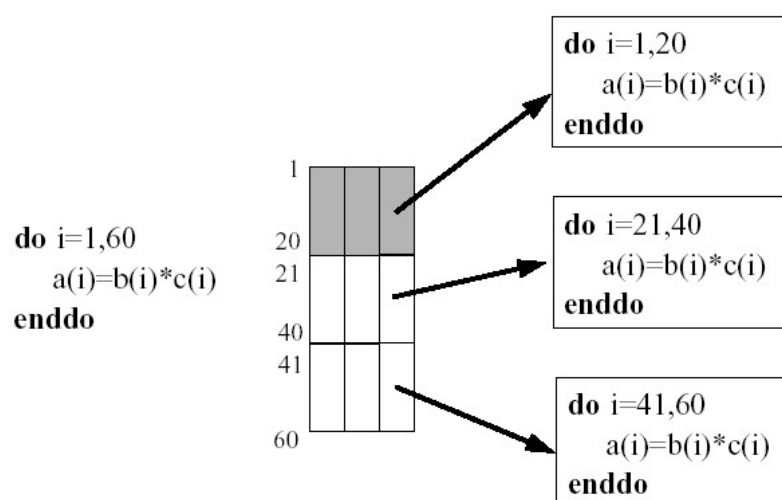 do i=1,60
a(i)=b(i)*c(i)
enddo
1
20
21
40
41
60
do i=1,20
a(i)=b(i)*c(i)
enddo
do i=21,40
a(i)=b(i)*c(i)
enddo
do i=41,60
a(i)=b(i)*c(i)
enddo